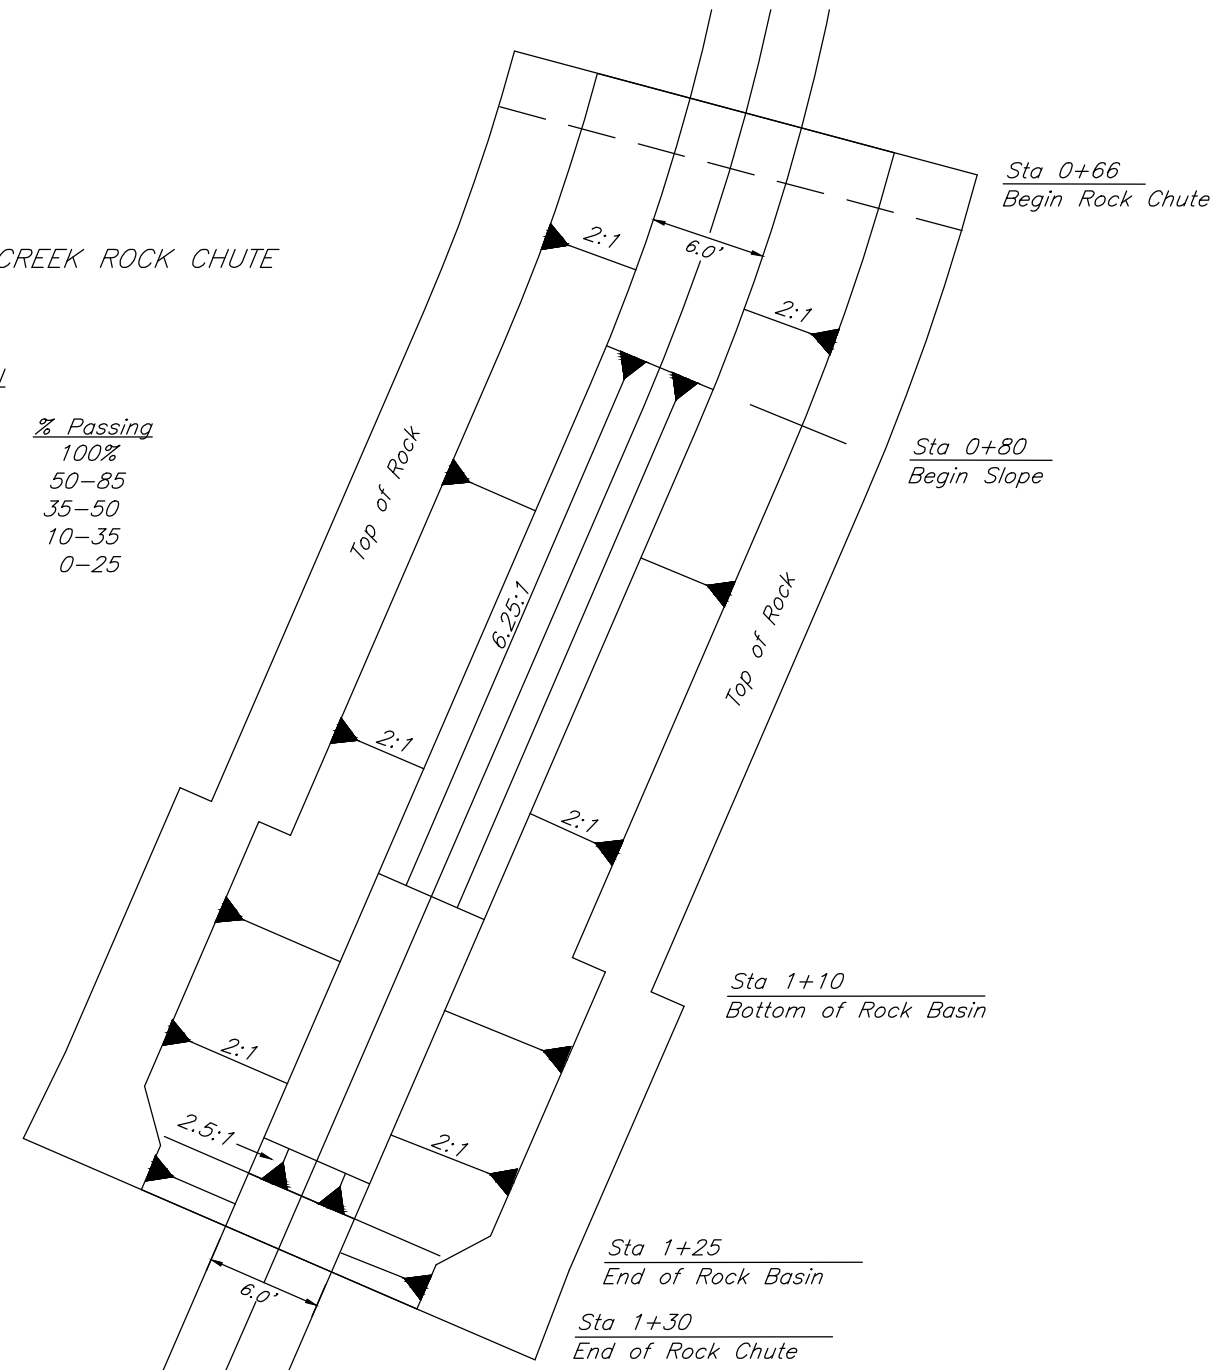 Sta 0+66
Begin Rock Chute
2:1
6.0'
CREEK ROCK CHUTE
2:1
% Passing
100%
50-85
35-50
10-35
0-25
Top of Rock
Sta 0+80
Begin Slope
6.25:1
Top of Rock
2:1
2:1
Sta 1+10
Bottom of Rock Basin
2:1
2.5:1
2:1
Sta 1+25
End of Rock Basin
6.0'
Sta 1+30
End of Rock Chute